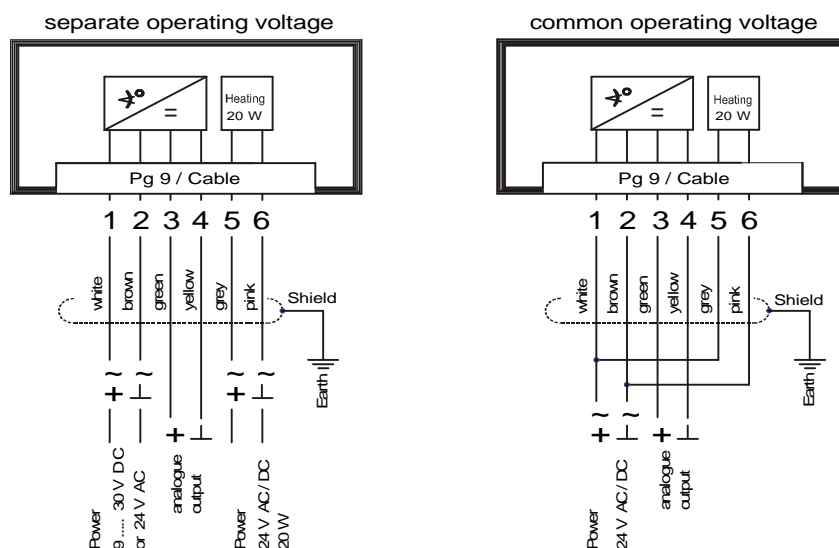 separate operating voltage
Heating
20 W
=
Pg 9 / Cable
1 2 3 4 5 6
white
brown
green
yellow
grey
pink
Shield
Earth
~ ~ ~ ~
+ ⊥ + ⊥
+ ⊥
Power
9 ..... 30 V DC
or 24 V AC
analogue
output
Power
24 V AC/ DC
20 W
common operating voltage
Heating
20 W
=
Pg 9 / Cable
1 2 3 4 5 6
white
brown
green
yellow
grey
pink
Shield
Earth
~ ~
+ ⊥ + ⊥
Power
24 V AC/ DC
analogue
output